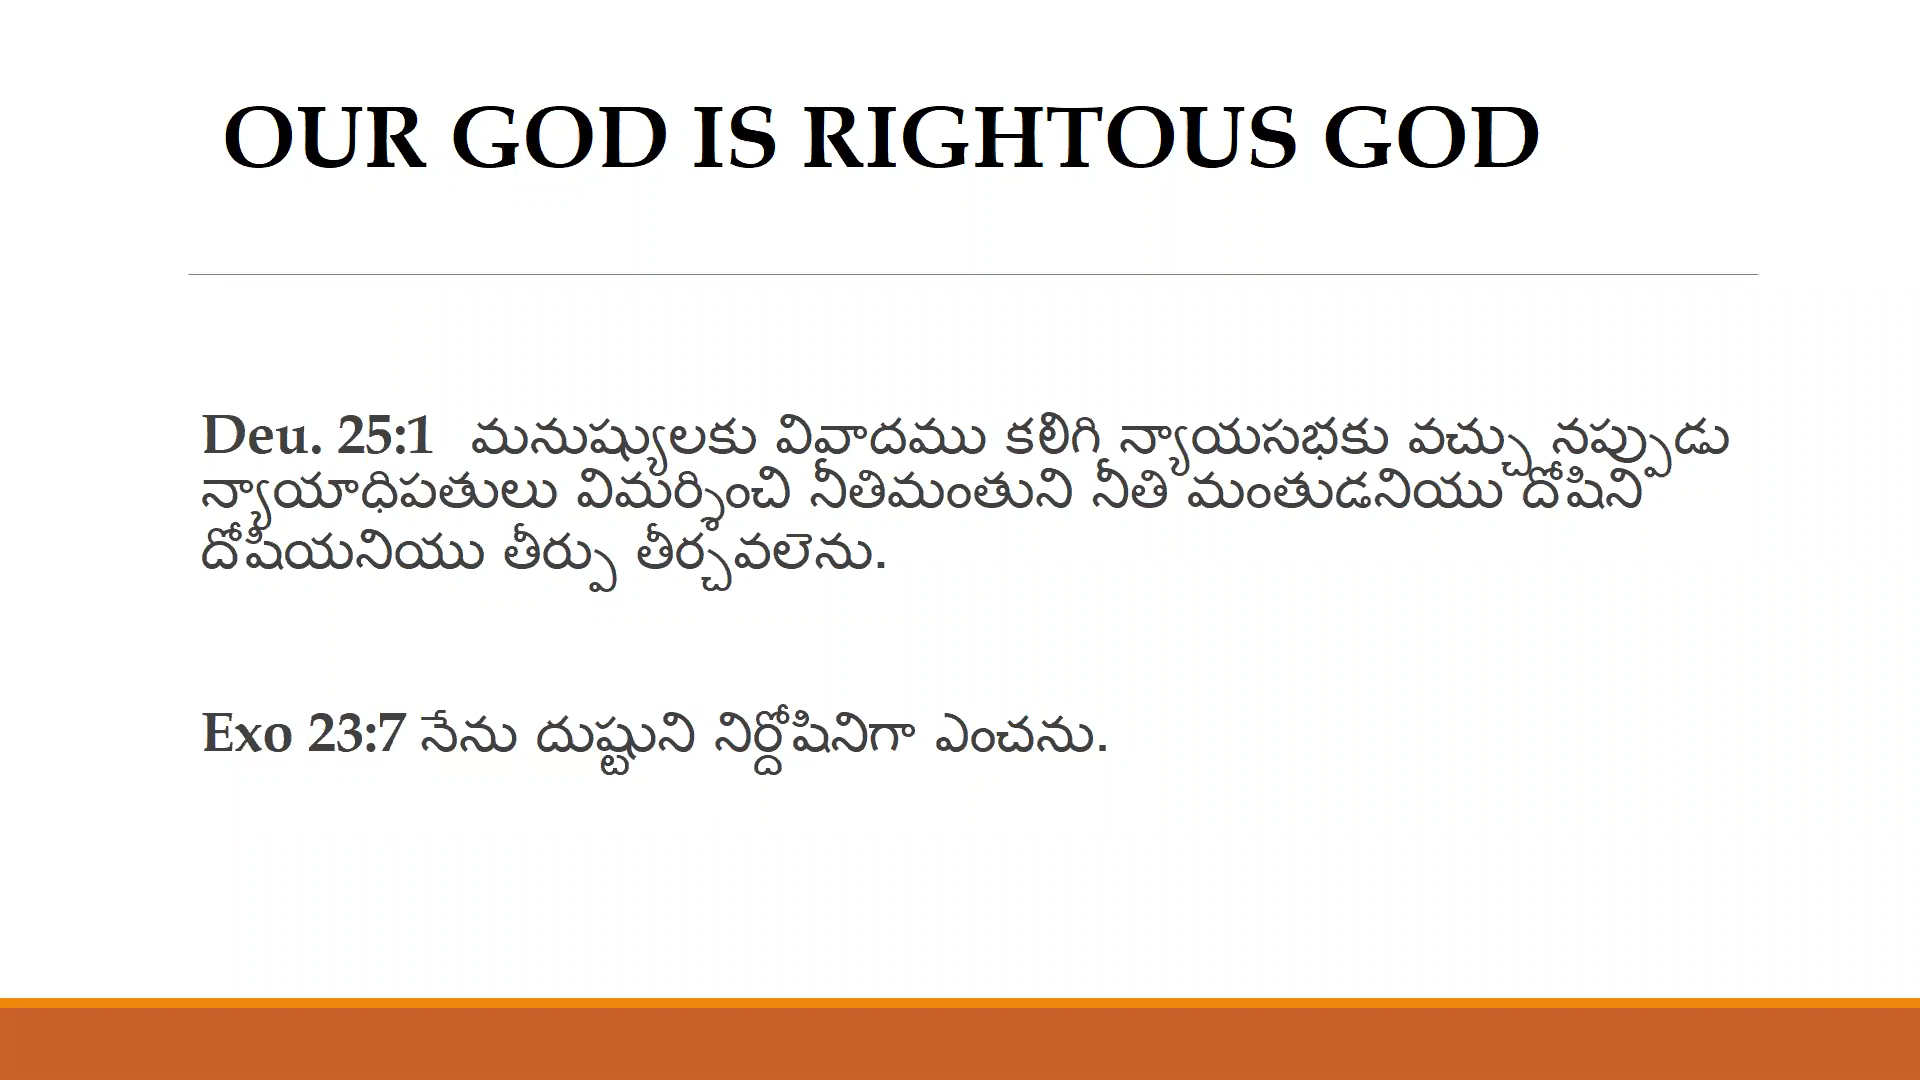 OUR GOD IS RIGHTOUS GOD
Deu. 25:1 మనుష్యులకు వివాదము కలిగి న్యాయసభకు వచ్చు నప్పుడు
న్యాయాధిపతులు విమర్శించి నీతిమంతుని నీతి మంతుడనియు దోషిని
దోషియనియు తీర్పు తీర్చవలెను.
Exo 23:7 నేను దుష్టుని నిర్దోషినిగా ఎంచను.